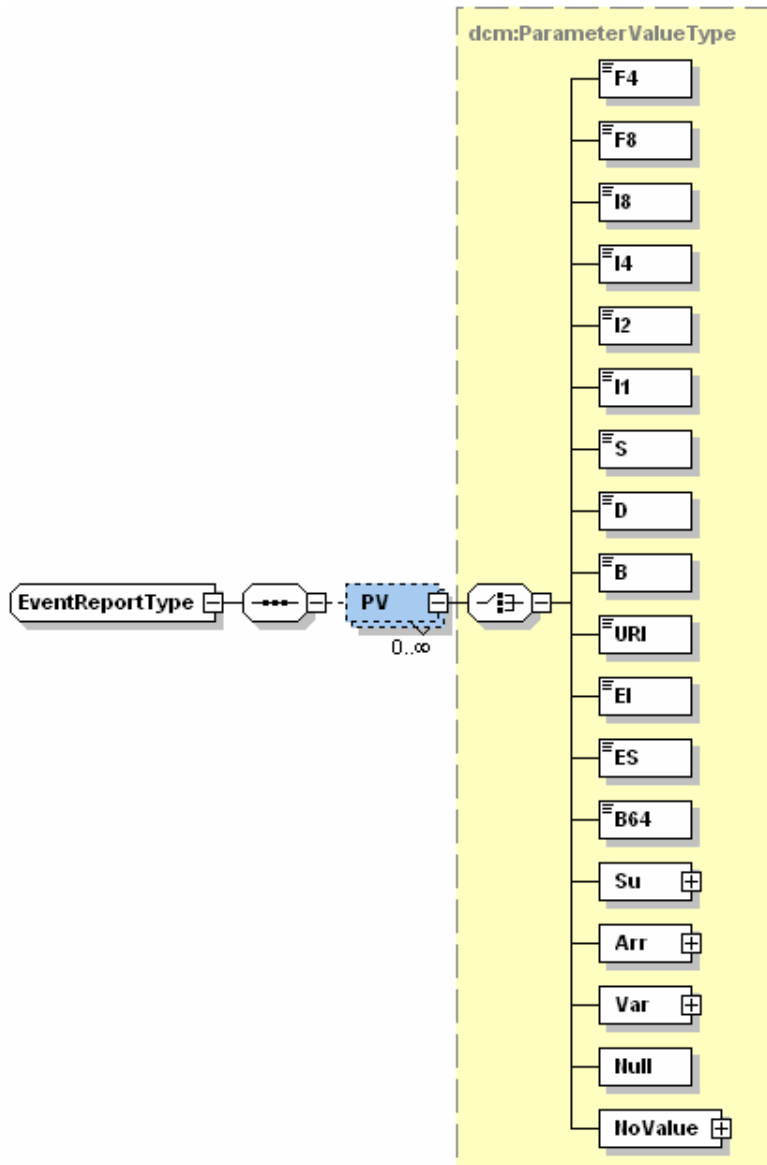 dcm:ParameterValueType
F4
F8
I8
I4
I2
I1
S
D
B
EventReportType
PV
0..∞
URI
EI
ES
B64
Su
Arr
Var
Null
NoValue